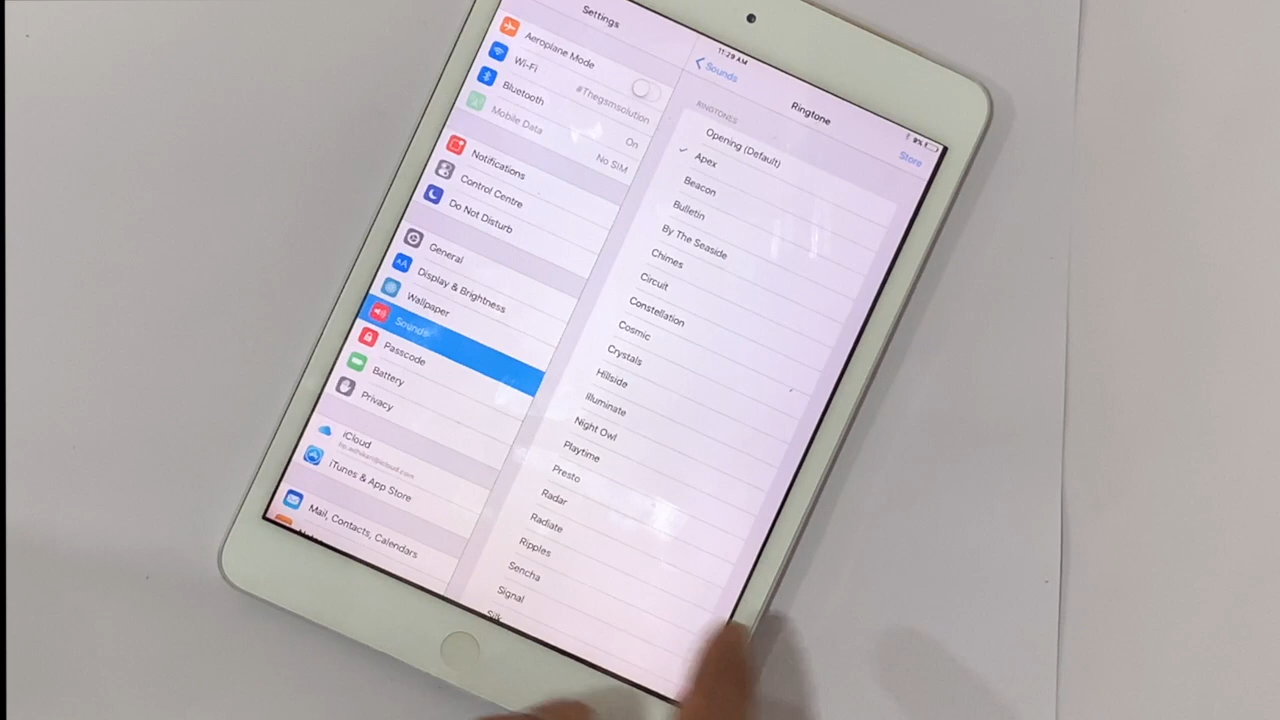 Settings
Aeroplane Mode
Wi-Fi
#Thegsmsolution
Bluetooth
On
Mobile Data
No SIM
Notifications
Control Centre
Do Not Disturb
General
Display & Brightness
Wallpaper
Sounds
Passcode
Battery
Privacy
iCloud
iTunes & App Store
Mail, Contacts, Calendars
11:29 AM
Sounds
Ringtone
Store
RINGTONES
Opening (Default)
Apex
Beacon
Bulletin
By The Seaside
Chimes
Circuit
Constellation
Cosmic
Crystals
Hillside
Illuminate
Night Owl
Playtime
Presto
Radar
Radiate
Ripples
Sencha
Signal
Silk